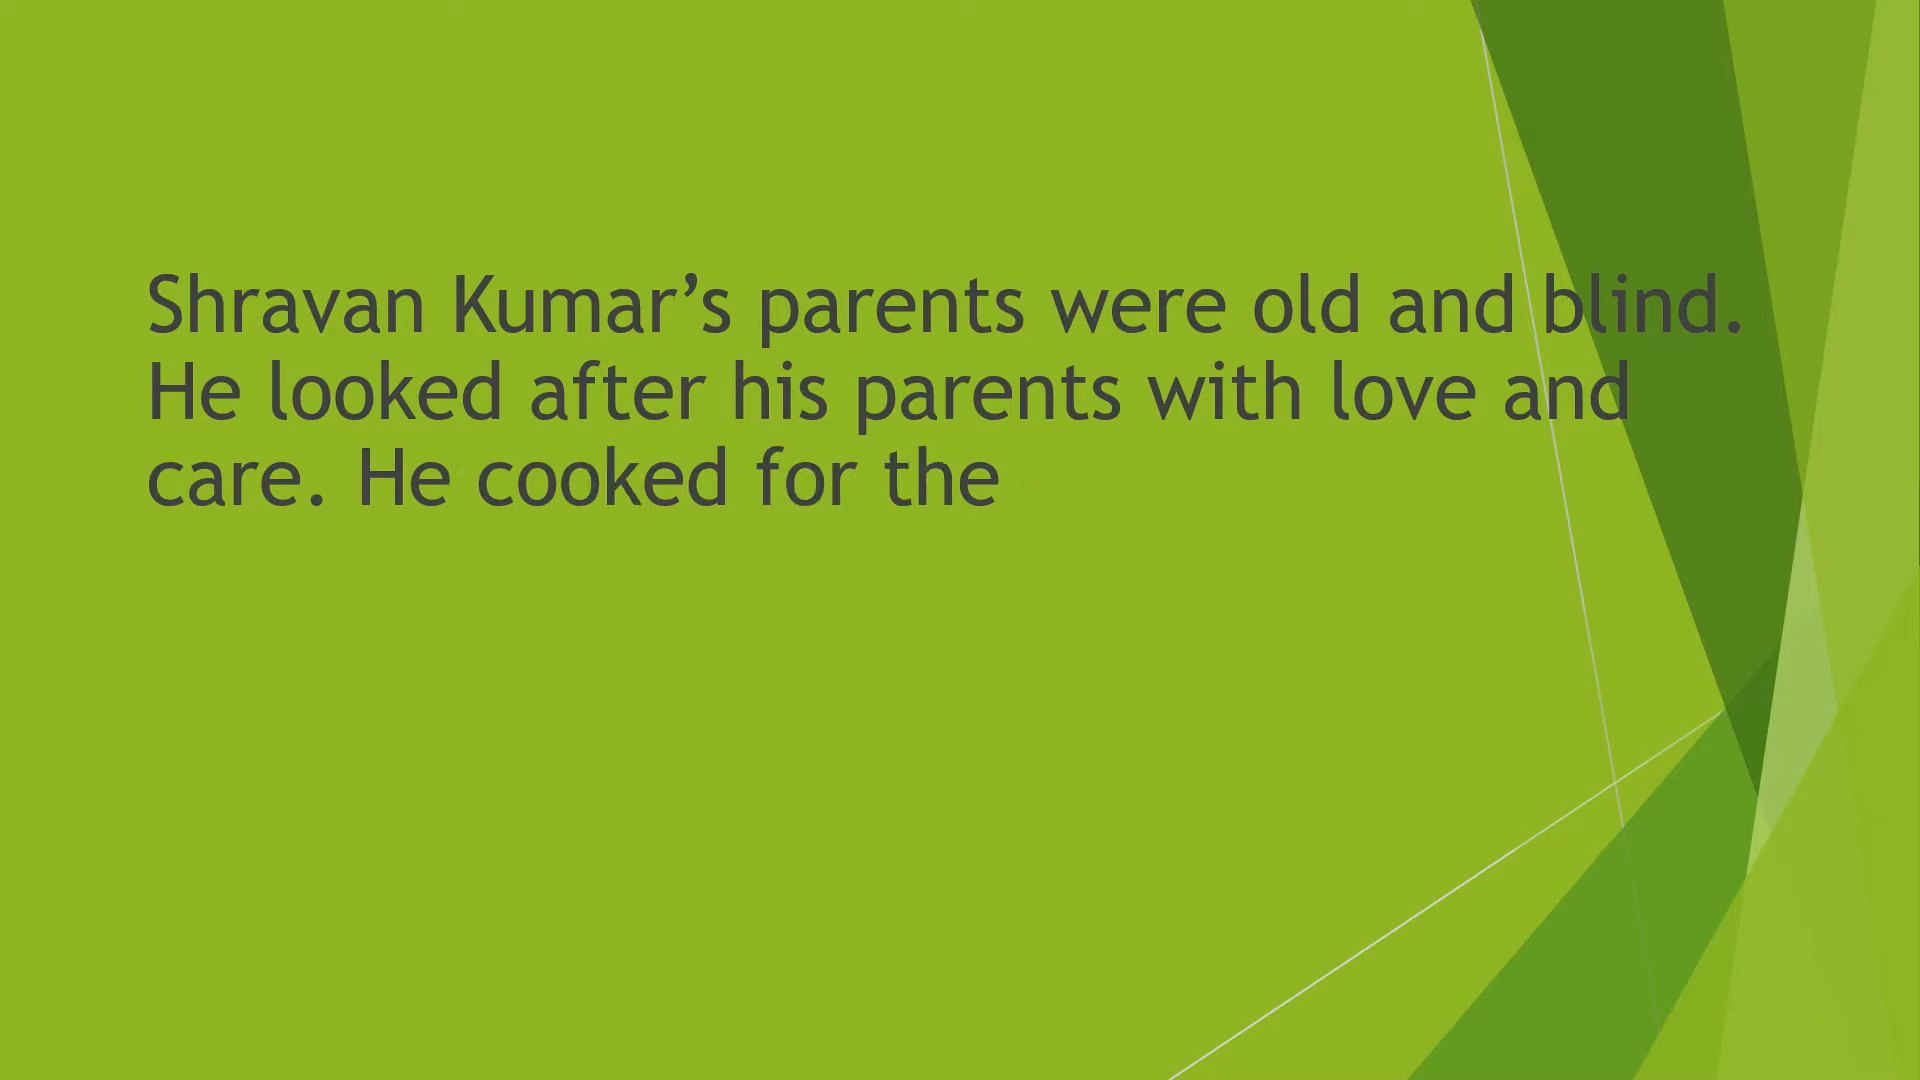 Shravan Kumar’s parents were old and blind.
He looked after his parents with love and
care. He cooked for the